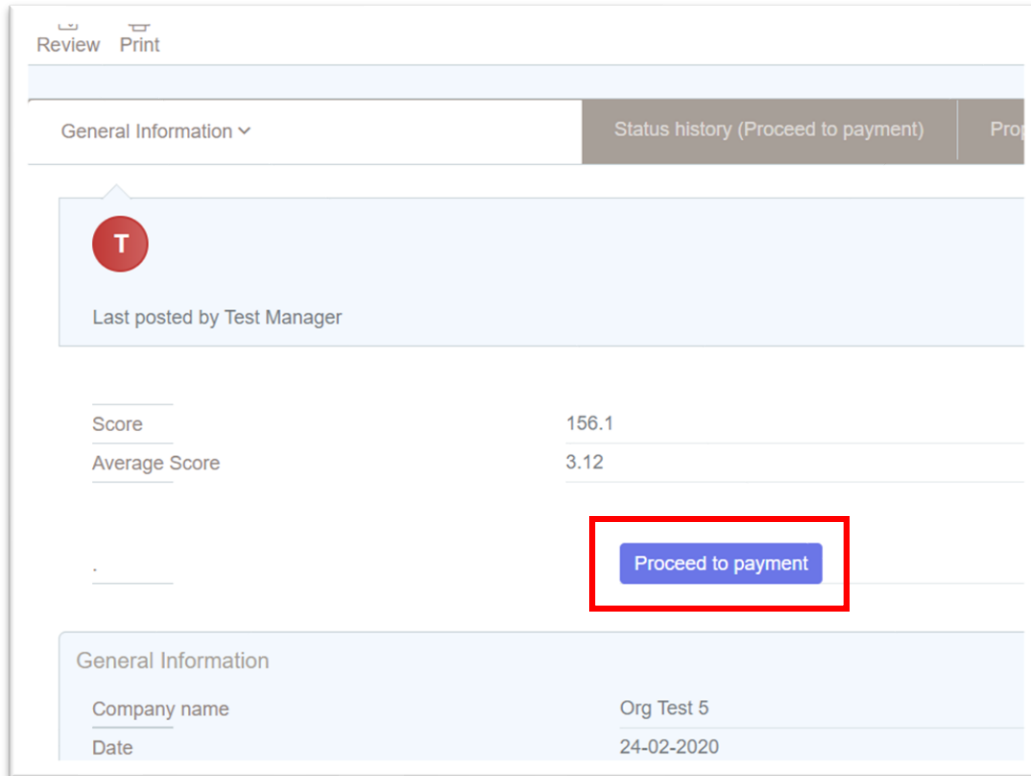 Review Print
General Information
Status history (Proceed to payment)
T
Last posted by Test Manager
Score 156.1
Average Score 3.12
. Proceed to payment
General Information
Company name Org Test 5
Date 24-02-2020